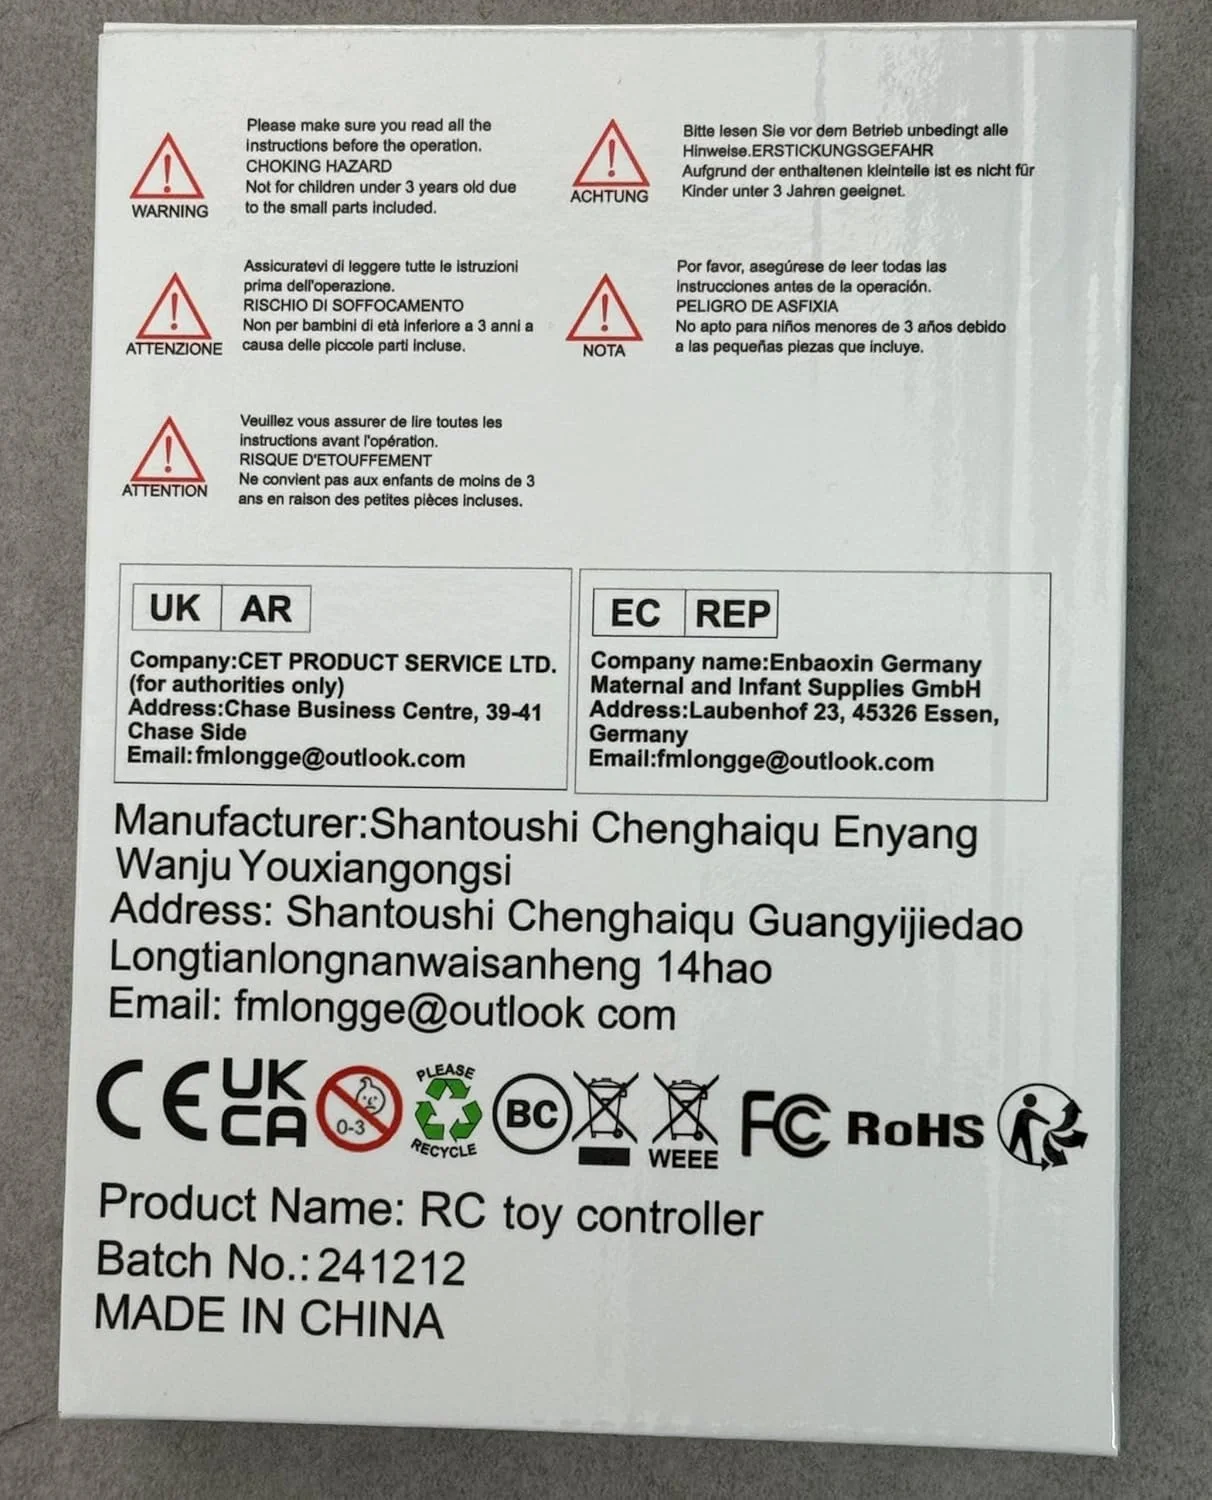 WARNING
Please make sure you read all the
instructions before the operation.
CHOKING HAZARD
Not for children under 3 years old due
to the small parts included.
ACHTUNG
Bitte lesen Sie vor dem Betrieb unbedingt alle
Hinweise.ERSTICKUNGSGEFAHR
Aufgrund der enthaltenen kleinteile ist es nicht für
Kinder unter 3 Jahren geeignet.
ATTENZIONE
Assicuratevi di leggere tutte le istruzioni
prima dell'operazione.
RISCHIO DI SOFFOCAMENTO
Non per bambini di età inferiore a 3 anni a
causa delle piccole parti incluse.
NOTA
Por favor, asegúrese de leer todas las
instrucciones antes de la operación.
PELIGRO DE ASFIXIA
No apto para niños menores de 3 años debido
a las pequeñas piezas que incluye.
ATTENTION
Veuillez vous assurer de lire toutes les
instructions avant l'opération.
RISQUE D'ETOUFFEMENT
Ne convient pas aux enfants de moins de 3
ans en raison des petites pièces incluses.
UK AR
Company:CET PRODUCT SERVICE LTD.
(for authorities only)
Address:Chase Business Centre, 39-41
Chase Side
Email:fmlongge@outlook.com
EC REP
Company name:Enbaoxin Germany
Maternal and Infant Supplies GmbH
Address:Laubenhof 23, 45326 Essen,
Germany
Email:fmlongge@outlook.com
Manufacturer:Shantoushi Chenghaiqu Enyang
Wanju Youxiangongsi
Address: Shantoushi Chenghaiqu Guangyijiedao
Longtianlongnanwaisanheng 14hao
Email: fmlongge@outlook com
CE
UK
CA
0-3
PLEASE
RECYCLE
BC
WEEE
FC
RoHS
Product Name: RC toy controller
Batch No.:241212
MADE IN CHINA